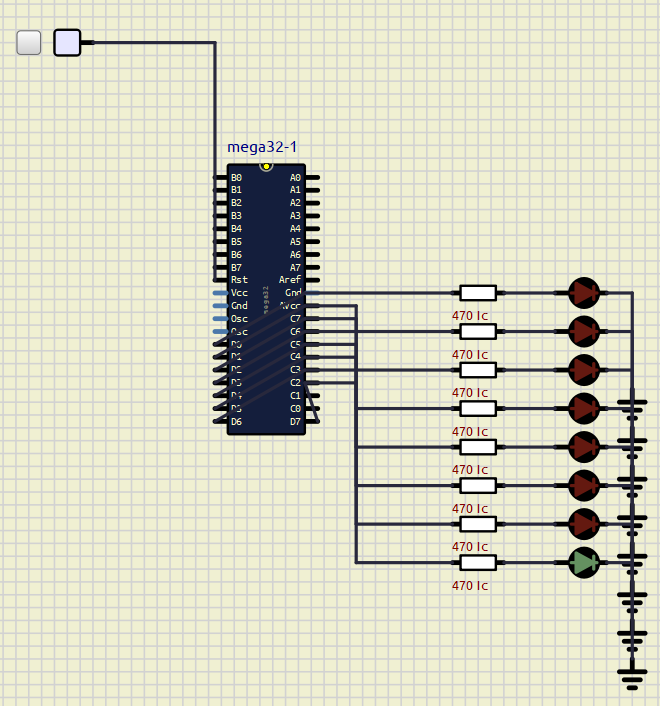 mega32-1
B0 A0
B1 A1
B2 A2
B3 A3
B4 A4
B5 A5
B6 A6
B7 A7
Rst Aref
Vcc Gnd
Gnd Avcc
Osc C7
Osc C6
D0 C5
D1 C4
D2 C3
D3 C2
D4 C1
D5 C0
D6 D7
mega32
470 Ic
470 Ic
470 Ic
470 Ic
470 Ic
470 Ic
470 Ic
470 Ic